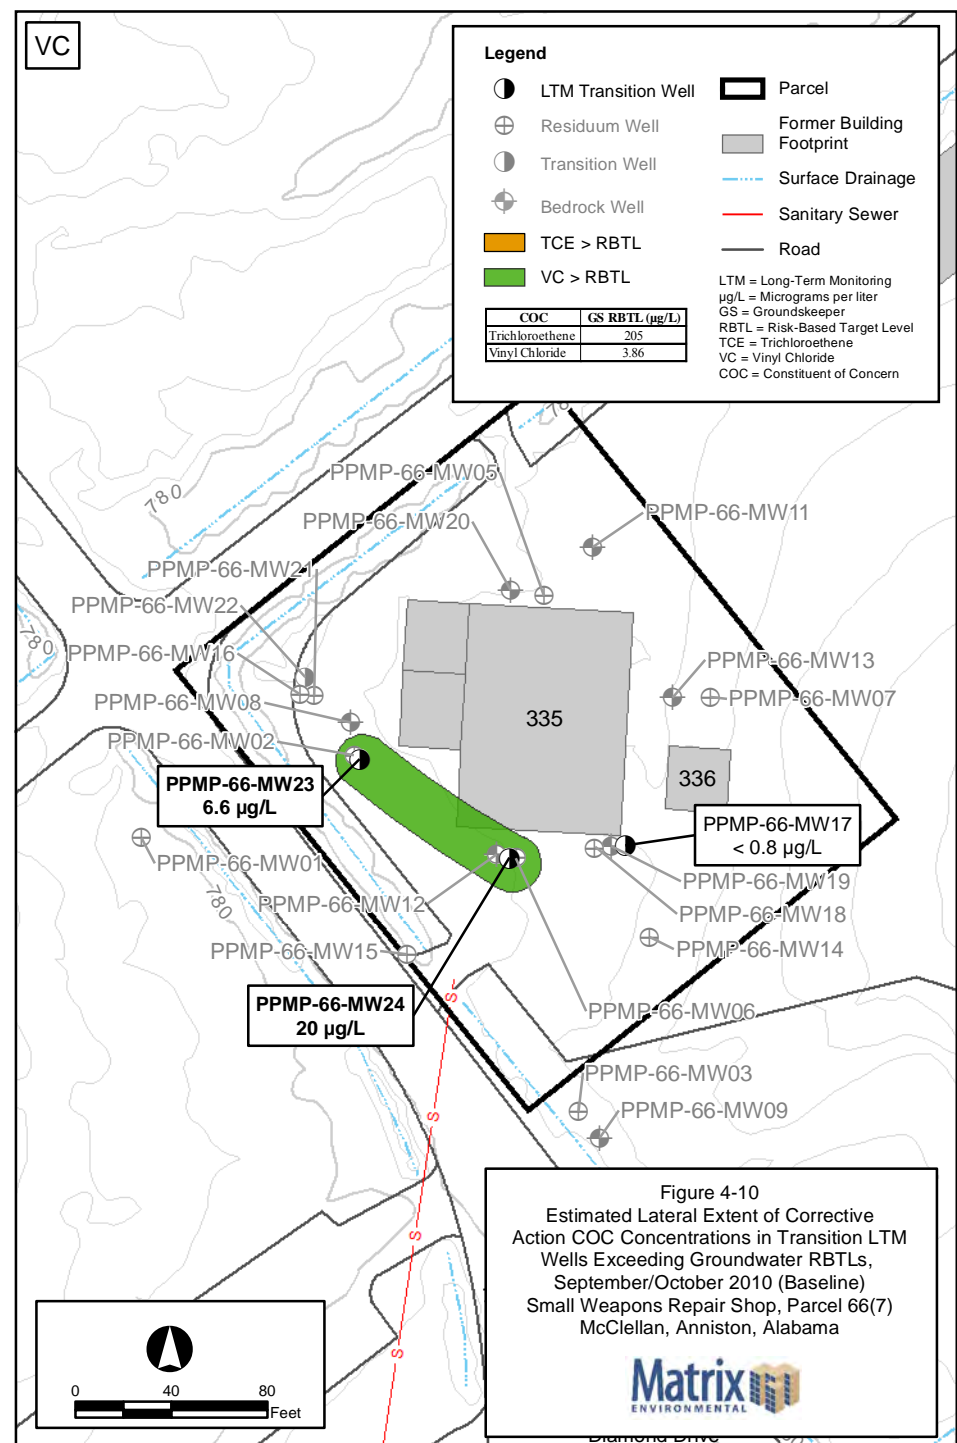 VC
Legend
LTM Transition Well
Residuum Well
Transition Well
Bedrock Well
TCE > RBTL
VC > RBTL
Parcel
Former Building
Footprint
Surface Drainage
Sanitary Sewer
Road
COC GS RBTL (µg/L)
Trichloroethene 205
Vinyl Chloride 3.86
LTM = Long-Term Monitoring
µg/L = Micrograms per liter
GS = Groundskeeper
RBTL = Risk-Based Target Level
TCE = Trichloroethene
VC = Vinyl Chloride
COC = Constituent of Concern
780
PPMP-66-MW05
PPMP-66-MW20
PPMP-66-MW11
PPMP-66-MW21
PPMP-66-MW22
780
PPMP-66-MW16
PPMP-66-MW13
PPMP-66-MW07
PPMP-66-MW08
335
PPMP-66-MW02
336
PPMP-66-MW23
6.6 µg/L
PPMP-66-MW17
< 0.8 µg/L
PPMP-66-MW01
PPMP-66-MW19
780
PPMP-66-MW12
PPMP-66-MW18
PPMP-66-MW15
PPMP-66-MW14
S
PPMP-66-MW24
20 µg/L
PPMP-66-MW06
PPMP-66-MW03
PPMP-66-MW09
S
S
S
Figure 4-10
Estimated Lateral Extent of Corrective
Action COC Concentrations in Transition LTM
Wells Exceeding Groundwater RBTLs,
September/October 2010 (Baseline)
Small Weapons Repair Shop, Parcel 66(7)
McClellan, Anniston, Alabama
Matrix
ENVIRONMENTAL
0 40 80
Feet
Diamond Drive